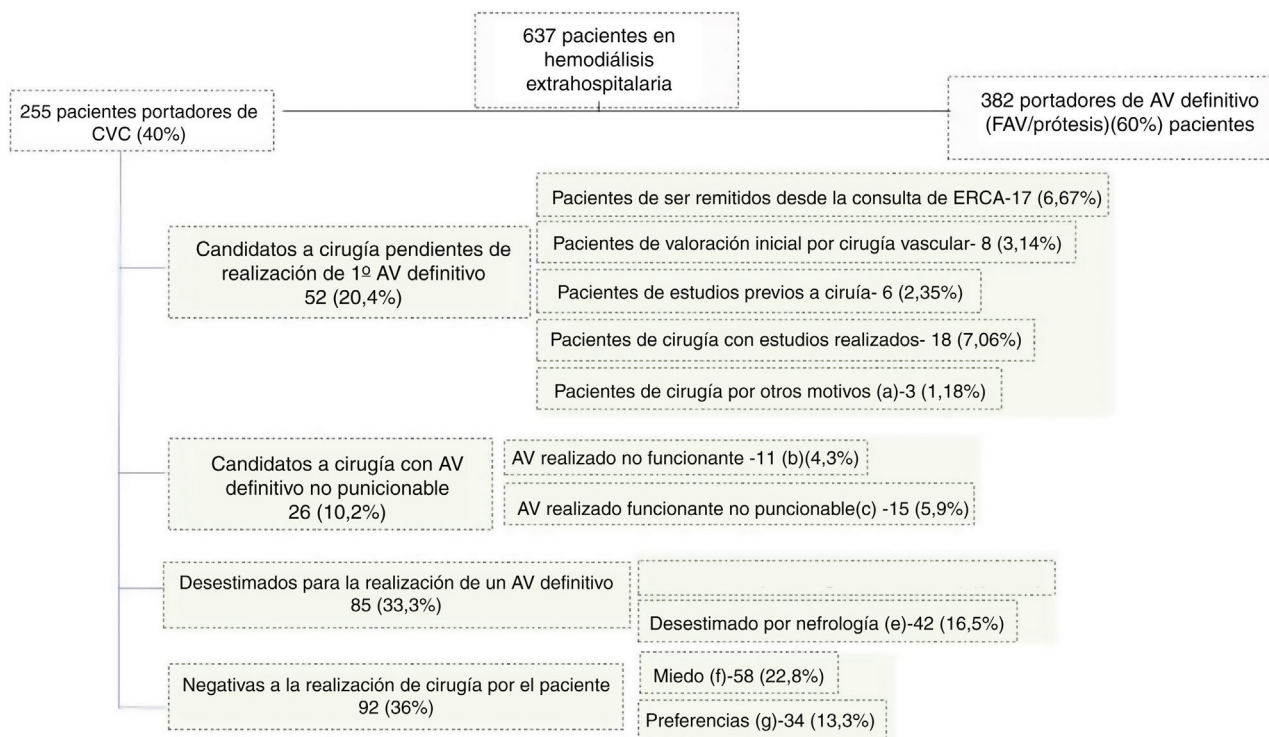 637 pacientes en
hemodiálisis
extrahospitalaria
255 pacientes portadores de
CVC (40%)
382 portadores de AV definitivo
(FAV/prótesis)(60%) pacientes
Candidatos a cirugía pendientes de
realización de 1º AV definitivo
52 (20,4%)
Pacientes de ser remitidos desde la consulta de ERCA-17 (6,67%)
Pacientes de valoración inicial por cirugía vascular- 8 (3,14%)
Pacientes de estudios previos a ciruía- 6 (2,35%)
Pacientes de cirugía con estudios realizados- 18 (7,06%)
Pacientes de cirugía por otros motivos (a)-3 (1,18%)
Candidatos a cirugía con AV
definitivo no punicionable
26 (10,2%)
AV realizado no funcionante -11 (b)(4,3%)
AV realizado funcionante no puncionable(c) -15 (5,9%)
Desestimados para la realización de un AV definitivo
85 (33,3%)
Desestimado por nefrología (e)-42 (16,5%)
Negativas a la realización de cirugía por el paciente
92 (36%)
Miedo (f)-58 (22,8%)
Preferencias (g)-34 (13,3%)